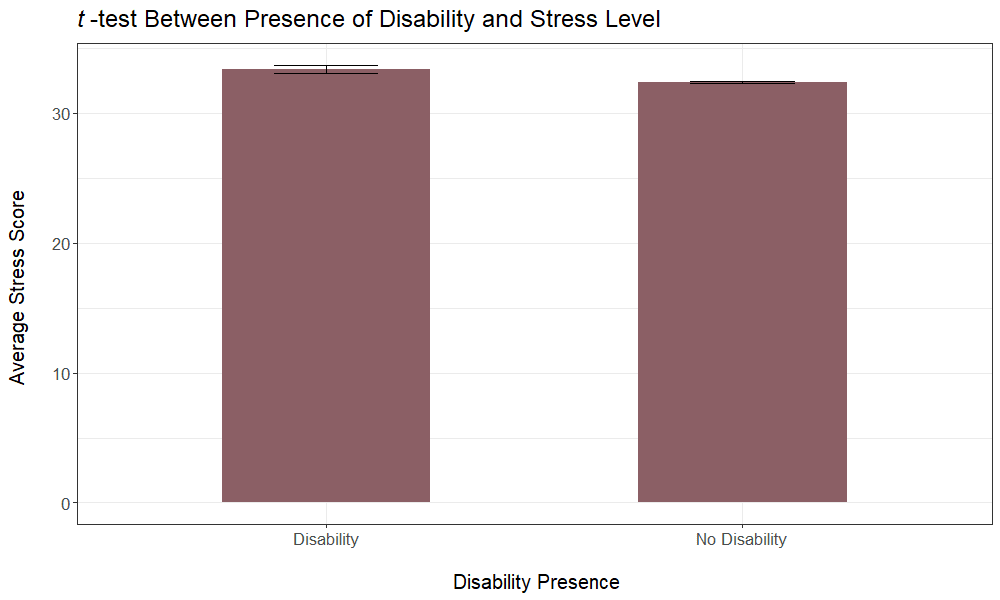 t -test Between Presence of Disability and Stress Level
Average Stress Score
30
20
10
0
Disability
No Disability
Disability Presence